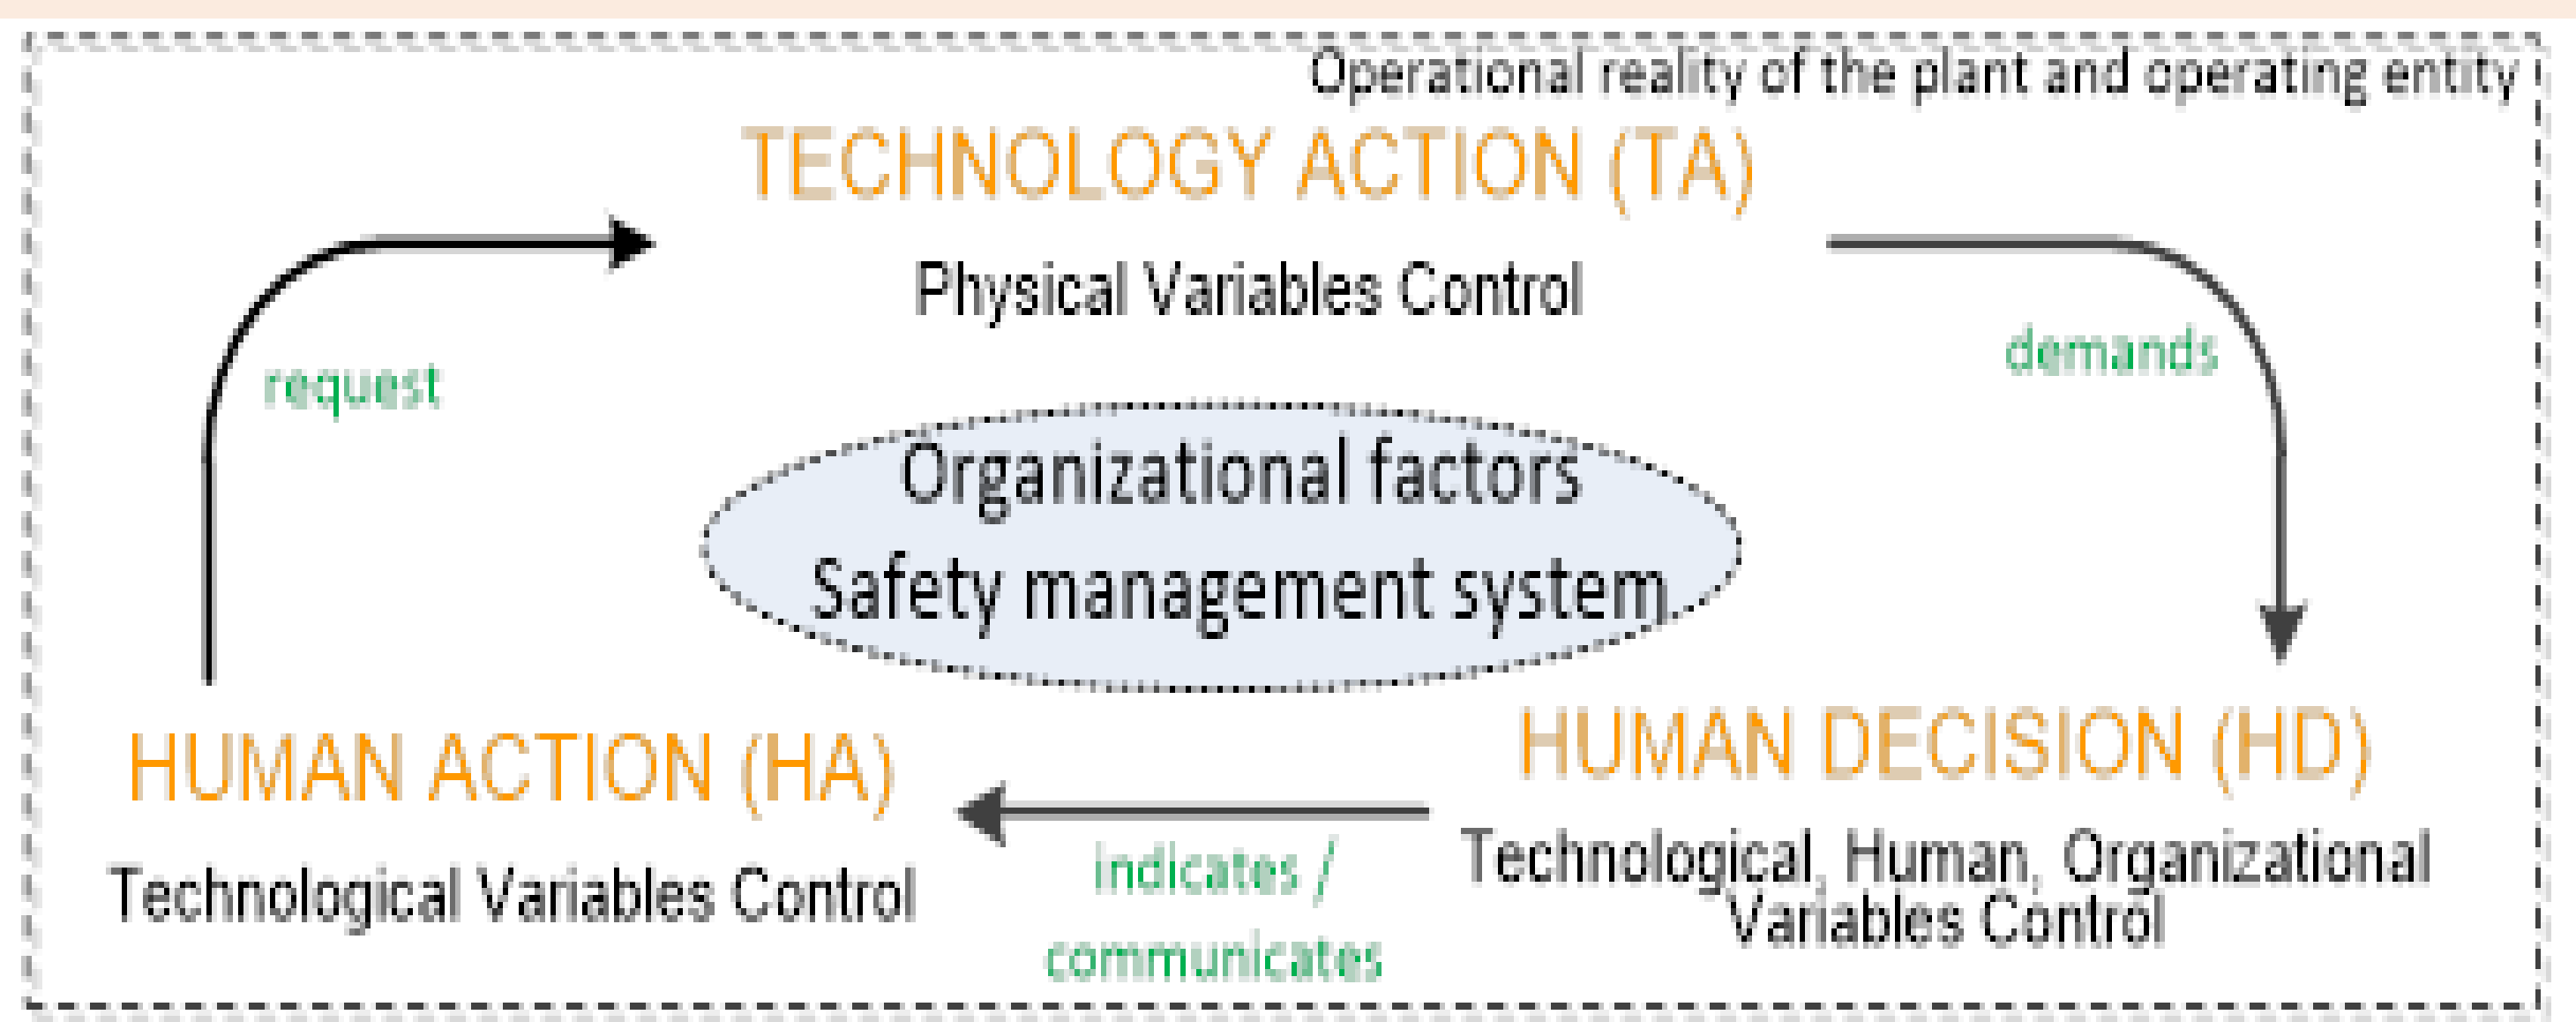 Operational reality of the plant and operating entity
TECHNOLOGY ACTION (TA)
Physical Variables Control
request
demands
Organizational factors
Safety management system
HUMAN ACTION (HA)
Technological Variables Control
indicates /
communicates
HUMAN DECISION (HD)
Technological, Human, Organizational
Variables Control